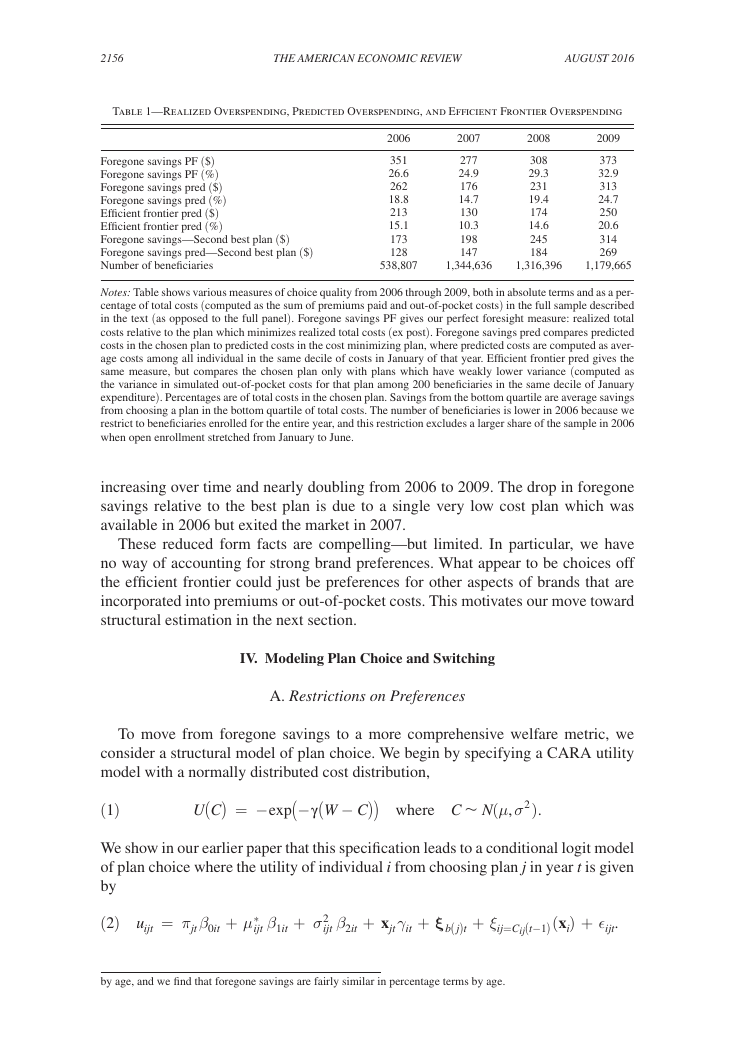 2156 THE AMERICAN ECONOMIC REVIEW AUGUST 2016
Table 1—Realized Overspending, Predicted Overspending, and Efficient Frontier Overspending
2006 2007 2008 2009
Foregone savings PF ($) 351 277 308 373
Foregone savings PF (%) 26.6 24.9 29.3 32.9
Foregone savings pred ($) 262 176 231 313
Foregone savings pred (%) 18.8 14.7 19.4 24.7
Efficient frontier pred ($) 213 130 174 250
Efficient frontier pred (%) 15.1 10.3 14.6 20.6
Foregone savings—Second best plan ($) 173 198 245 314
Foregone savings pred—Second best plan ($) 128 147 184 269
Number of beneficiaries 538,807 1,344,636 1,316,396 1,179,665
Notes: Table shows various measures of choice quality from 2006 through 2009, both in absolute terms and as a per-
centage of total costs (computed as the sum of premiums paid and out-of-pocket costs) in the full sample described
in the text (as opposed to the full panel). Foregone savings PF gives our perfect foresight measure: realized total
costs relative to the plan which minimizes realized total costs (ex post). Foregone savings pred compares predicted
costs in the chosen plan to predicted costs in the cost minimizing plan, where predicted costs are computed as aver-
age costs among all individual in the same decile of costs in January of that year. Efficient frontier pred gives the
same measure, but compares the chosen plan only with plans which have weakly lower variance (computed as
the variance in simulated out-of-pocket costs for that plan among 200 beneficiaries in the same decile of January
expenditure). Percentages are of total costs in the chosen plan. Savings from the bottom quartile are average savings
from choosing a plan in the bottom quartile of total costs. The number of beneficiaries is lower in 2006 because we
restrict to beneficiaries enrolled for the entire year, and this restriction excludes a larger share of the sample in 2006
when open enrollment stretched from January to June.
increasing over time and nearly doubling from 2006 to 2009. The drop in foregone
savings relative to the best plan is due to a single very low cost plan which was
available in 2006 but exited the market in 2007.
These reduced form facts are compelling—but limited. In particular, we have
no way of accounting for strong brand preferences. What appear to be choices off
the efficient frontier could just be preferences for other aspects of brands that are
incorporated into premiums or out-of-pocket costs. This motivates our move toward
structural estimation in the next section.
IV. Modeling Plan Choice and Switching
A. Restrictions on Preferences
To move from foregone savings to a more comprehensive welfare metric, we
consider a structural model of plan choice. We begin by specifying a CARA utility
model with a normally distributed cost distribution,
(1) U(C) = −exp(−γ(W − C)) where C ~ N(μ, σ²).
We show in our earlier paper that this specification leads to a conditional logit model
of plan choice where the utility of individual i from choosing plan j in year t is given
by
(2) u_{ijt} = π_{jt} β_{0it} + μ*_{ijt} β_{1it} + σ²_{ijt} β_{2it} + x_{jt} γ_{it} + ξ_{b(j)t} + ξ_{ij=C_{ij}(t−1)}(x_i) + ϵ_{ijt}.
by age, and we find that foregone savings are fairly similar in percentage terms by age.